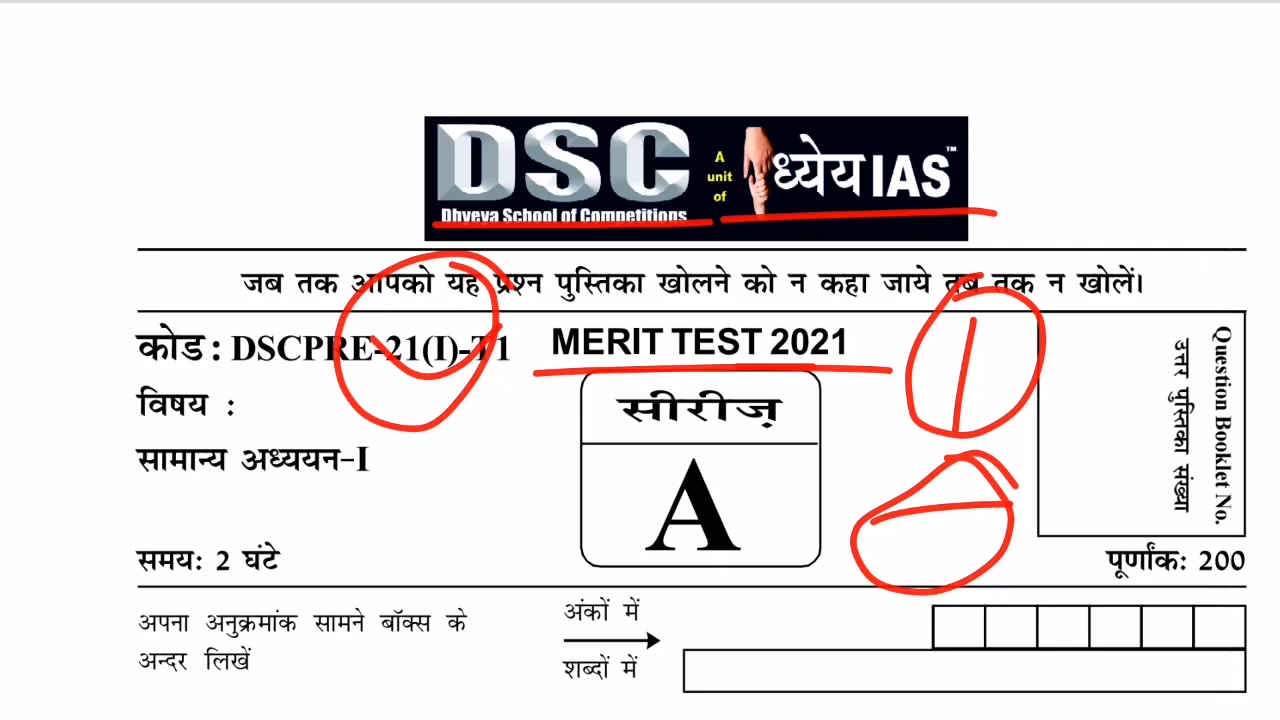 DSC A unit of ध्येय IAS™
Dhyeya School of Competitions
जब तक आपको यह प्रश्न पुस्तिका खोलने को न कहा जाये तब तक न खोलें।
कोड : DSCPRE-21(I)-T1
MERIT TEST 2021
विषय :
सामान्य अध्ययन-I
सीरीज़
A
Question Booklet No.
उत्तर पुस्तिका संख्या
समय: 2 घंटे
पूर्णांक: 200
अपना अनुक्रमांक सामने बॉक्स के
अन्दर लिखें
अंकों में
शब्दों में